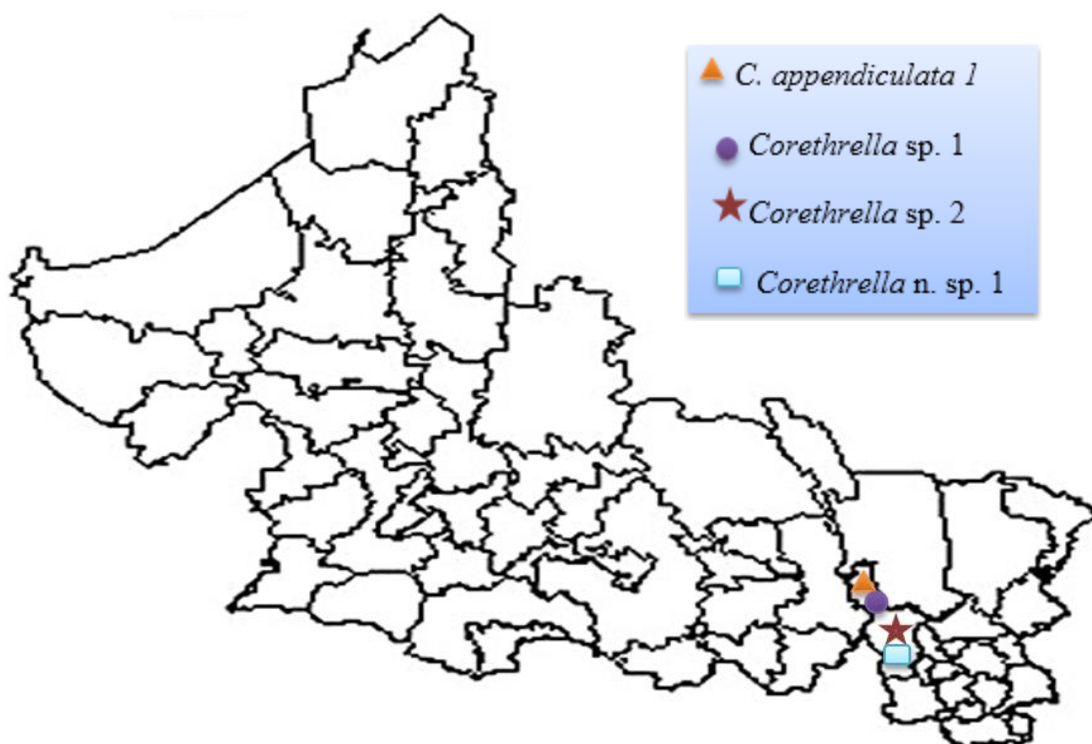 C. appendiculata 1
Corethrella sp. 1
Corethrella sp. 2
Corethrella n. sp. 1